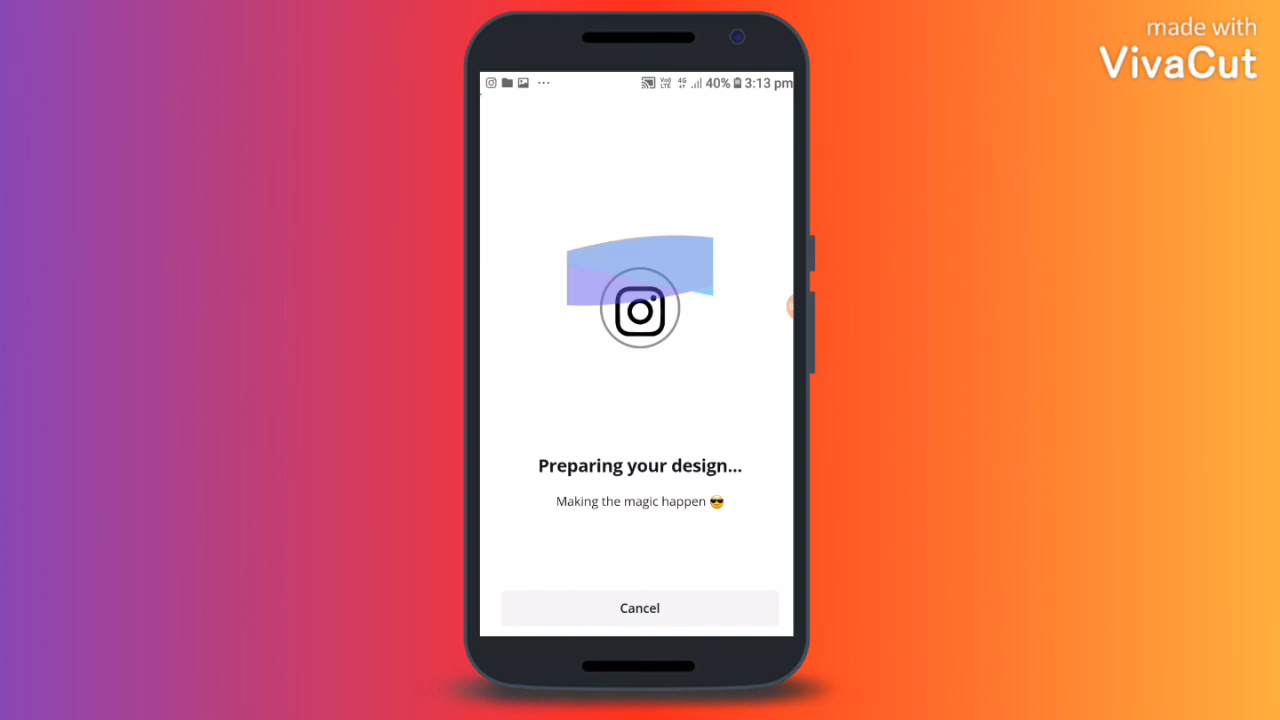 made with
VivaCut
40% 3:13 pm
Preparing your design...
Making the magic happen 😎
Cancel